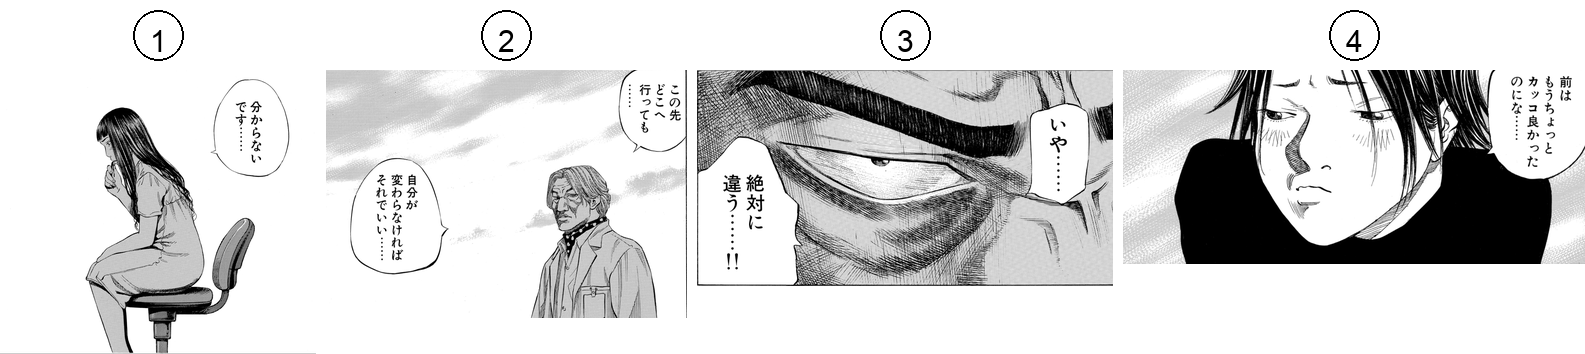 1
分からない
です……
2
この先
どこへ
行っても
……
自分が
変わらなければ
それでいい……
3
いや……
絶対に
違う……!!
4
前は
もうちょっと
カッコ良かった
のにな……